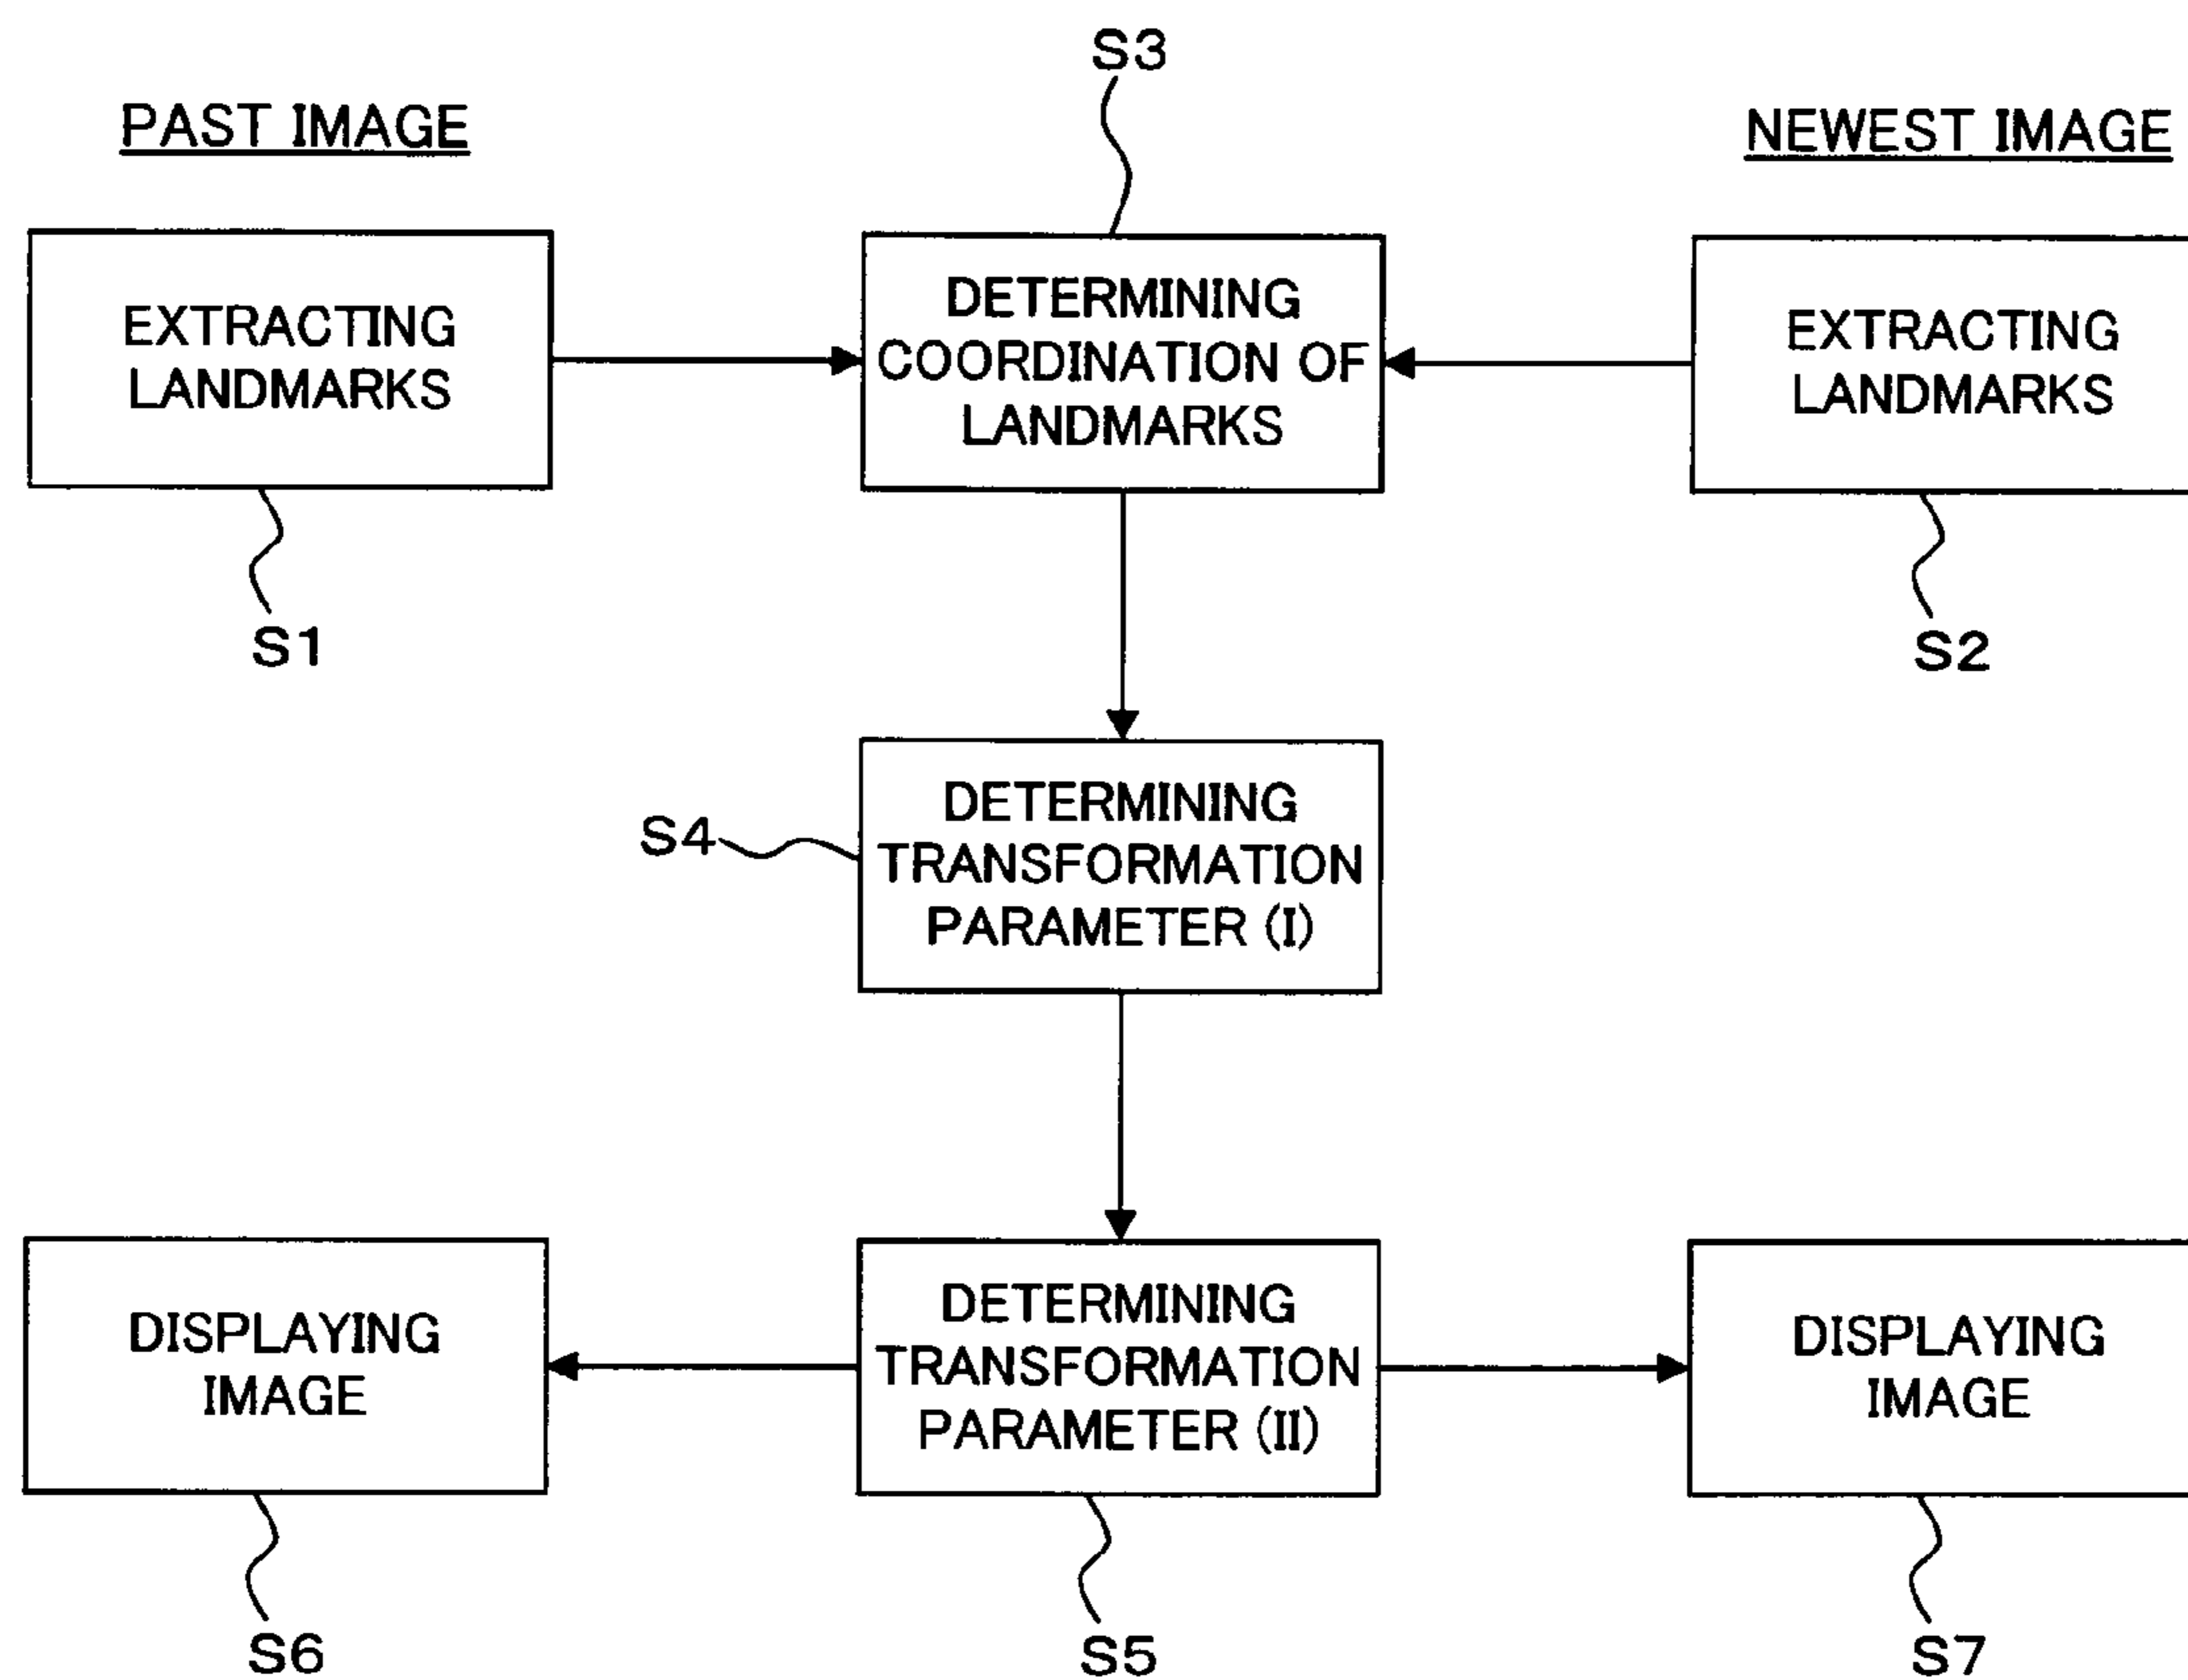 S3
PAST IMAGE
NEWEST IMAGE
EXTRACTING
LANDMARKS
DETERMINING
COORDINATION OF
LANDMARKS
EXTRACTING
LANDMARKS
S1
S2
S4
DETERMINING
TRANSFORMATION
PARAMETER (I)
DISPLAYING
IMAGE
DETERMINING
TRANSFORMATION
PARAMETER (II)
DISPLAYING
IMAGE
S6
S5
S7